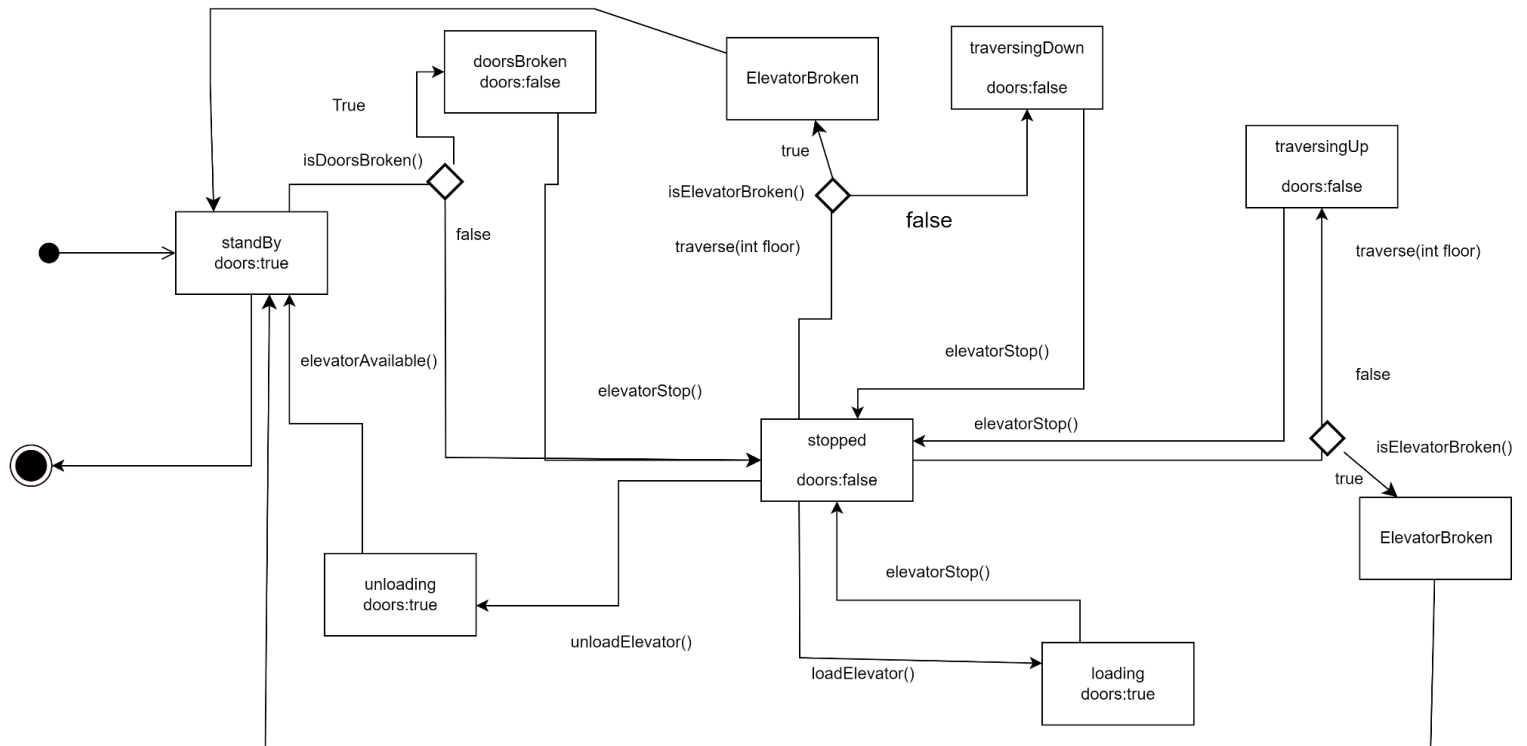 doorsBroken
doors:false
ElevatorBroken
traversingDown
doors:false
True
isDoorsBroken()
true
isElevatorBroken()
false
traverse(int floor)
traversingUp
doors:false
standBy
doors:true
false
traverse(int floor)
elevatorAvailable()
elevatorStop()
elevatorStop()
false
elevatorStop()
stopped
doors:false
isElevatorBroken()
true
ElevatorBroken
unloading
doors:true
elevatorStop()
unloadElevator()
loadElevator()
loading
doors:true